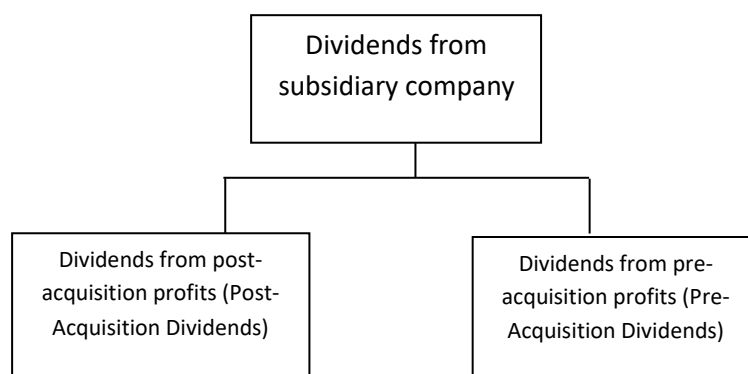 Dividends from
subsidiary company
Dividends from post-
acquisition profits (Post-
Acquisition Dividends)
Dividends from pre-
acquisition profits (Pre-
Acquisition Dividends)